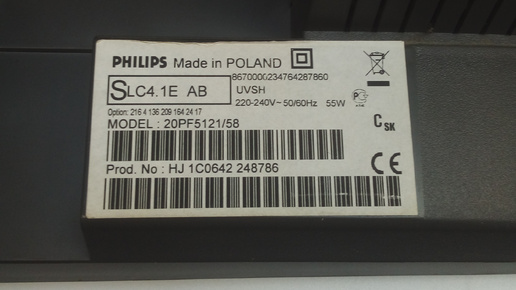 PHILIPS Made in POLAND
867000G234764287860
SLC4.1E AB
UVSH
220-240V~50/60Hz 55W
Option: 216 4 136 209 164 24 17
MODEL : 20PF5121/58
CSK
Prod. No : HJ 1C0642 248786
CE